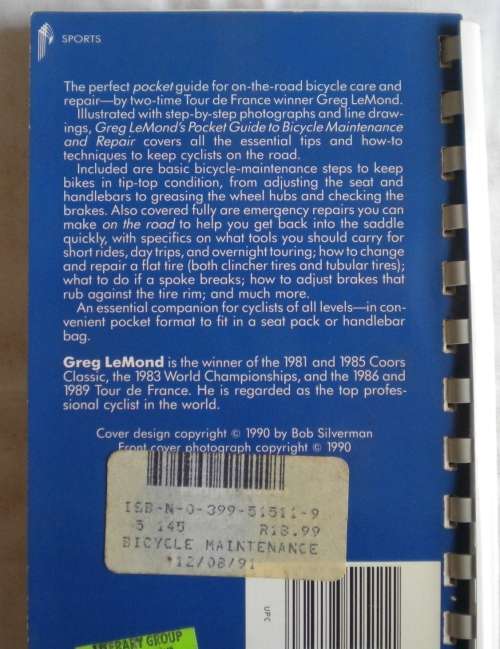 SPORTS
The perfect pocket guide for on-the-road bicycle care and
repair—by two-time Tour de France winner Greg LeMond.
Illustrated with step-by-step photographs and line draw-
ings, Greg LeMond's Pocket Guide to Bicycle Maintenance
and Repair covers all the essential tips and how-to
techniques to keep cyclists on the road.
Included are basic bicycle-maintenance steps to keep
bikes in tip-top condition, from adjusting the seat and
handlebars to greasing the wheel hubs and checking the
brakes. Also covered fully are emergency repairs you can
make on the road to help you get back into the saddle
quickly, with specifics on what tools you should carry for
short rides, day trips, and overnight touring; how to change
and repair a flat tire (both clincher tires and tubular tires);
what to do if a spoke breaks; how to adjust brakes that
rub against the tire rim; and much more.
An essential companion for cyclists of all levels—in con-
venient pocket format to fit in a seat pack or handlebar
bag.
Greg LeMond is the winner of the 1981 and 1985 Coors
Classic, the 1983 World Championships, and the 1986 and
1989 Tour de France. He is regarded as the top profes-
sional cyclist in the world.
Cover design copyright © 1990 by Bob Silverman
Front cover photograph copyright © 1990
ISB-N-0-399-51511-9
5 145 R18.99
BICYCLE MAINTENANCE
*12/08/91
UPC
LITERARY GROUP